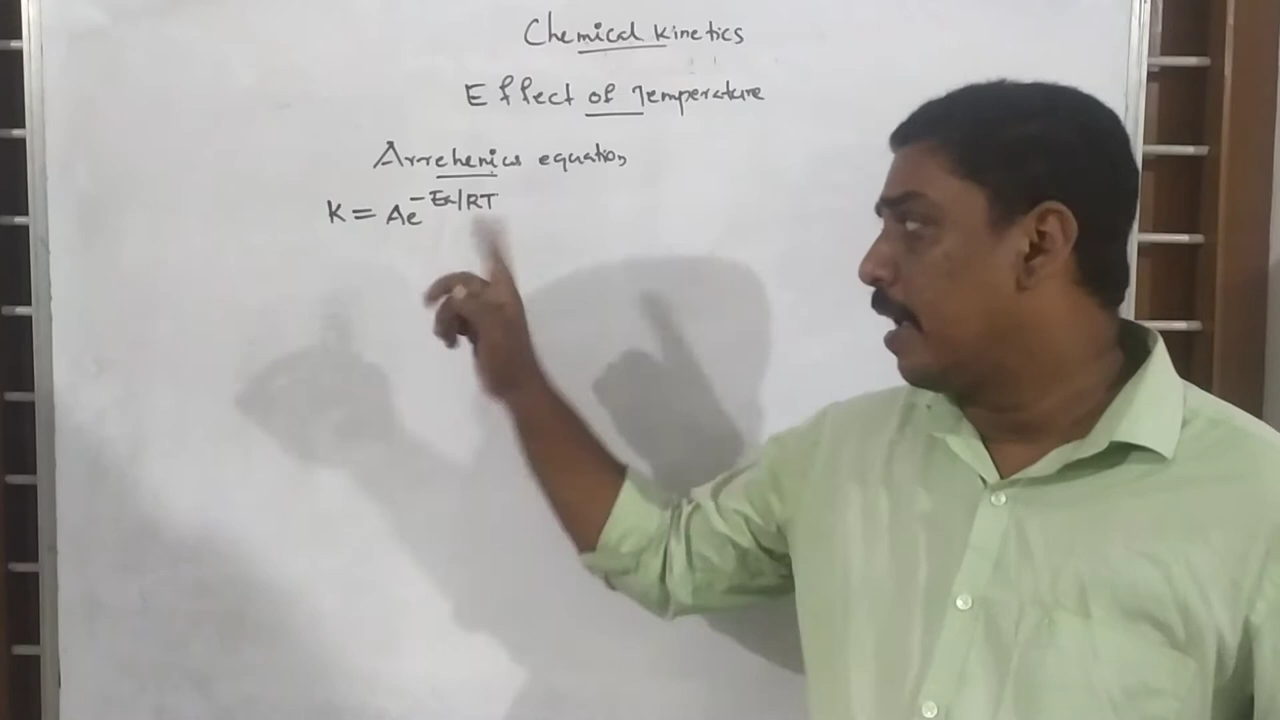 Chemical Kinetics
Effect of Temperature
Arrehenius equation
K = Ae^-Ea/RT